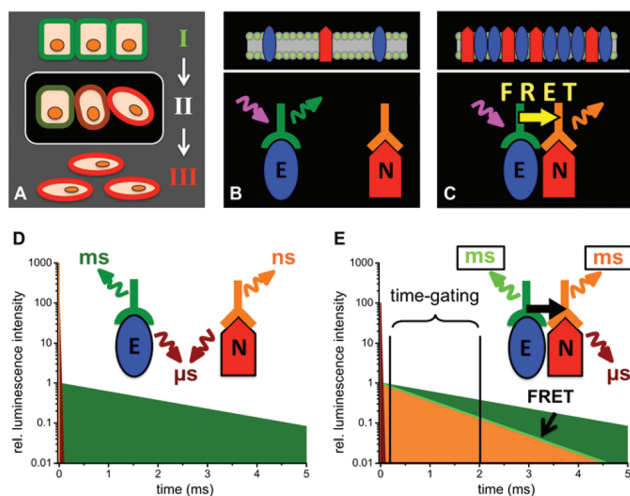 I
II
III
A
E
N
B
FRET
E
N
C
D
ms
ns
E
N
µs
rel. luminescence intensity
1000
100
10
1
0.1
0.01
0
1
2
3
4
5
time (ms)
E
ms
ms
time-gating
E
N
µs
FRET
rel. luminescence intensity
1000
100
10
1
0.1
0.01
0
1
2
3
4
5
time (ms)